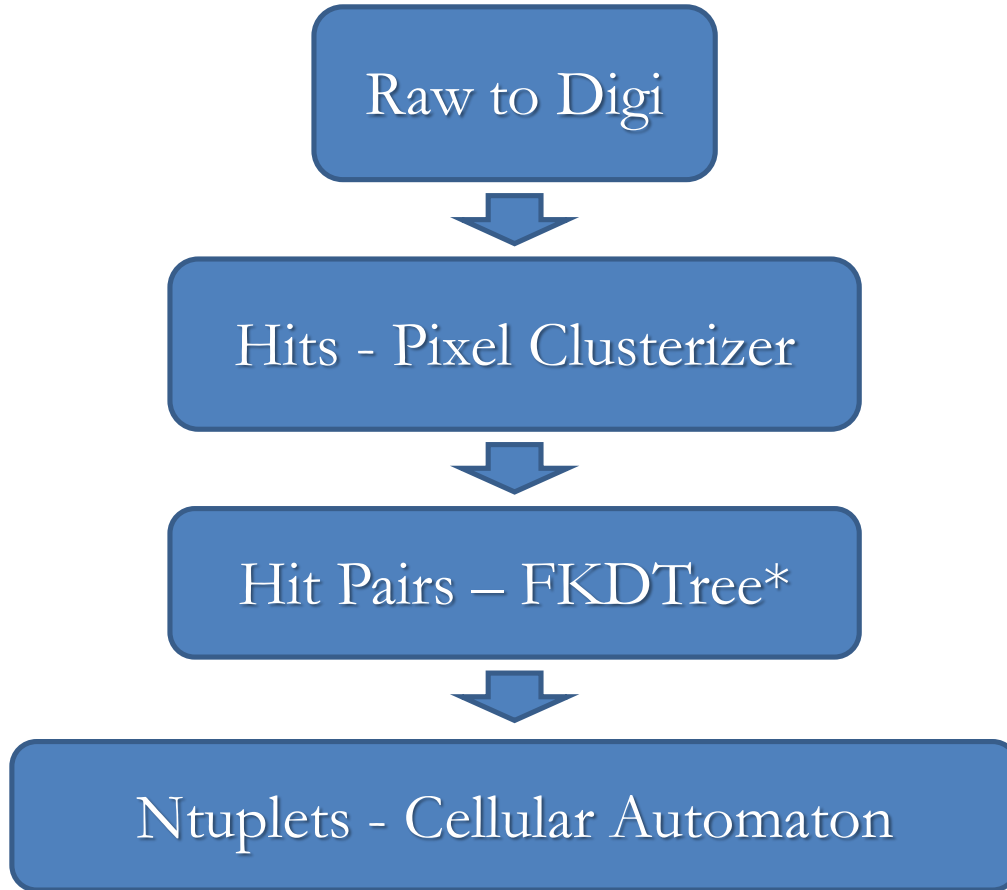 Raw to Digi
Hits - Pixel Clusterizer
Hit Pairs – FKDTree*
Ntuplets - Cellular Automaton